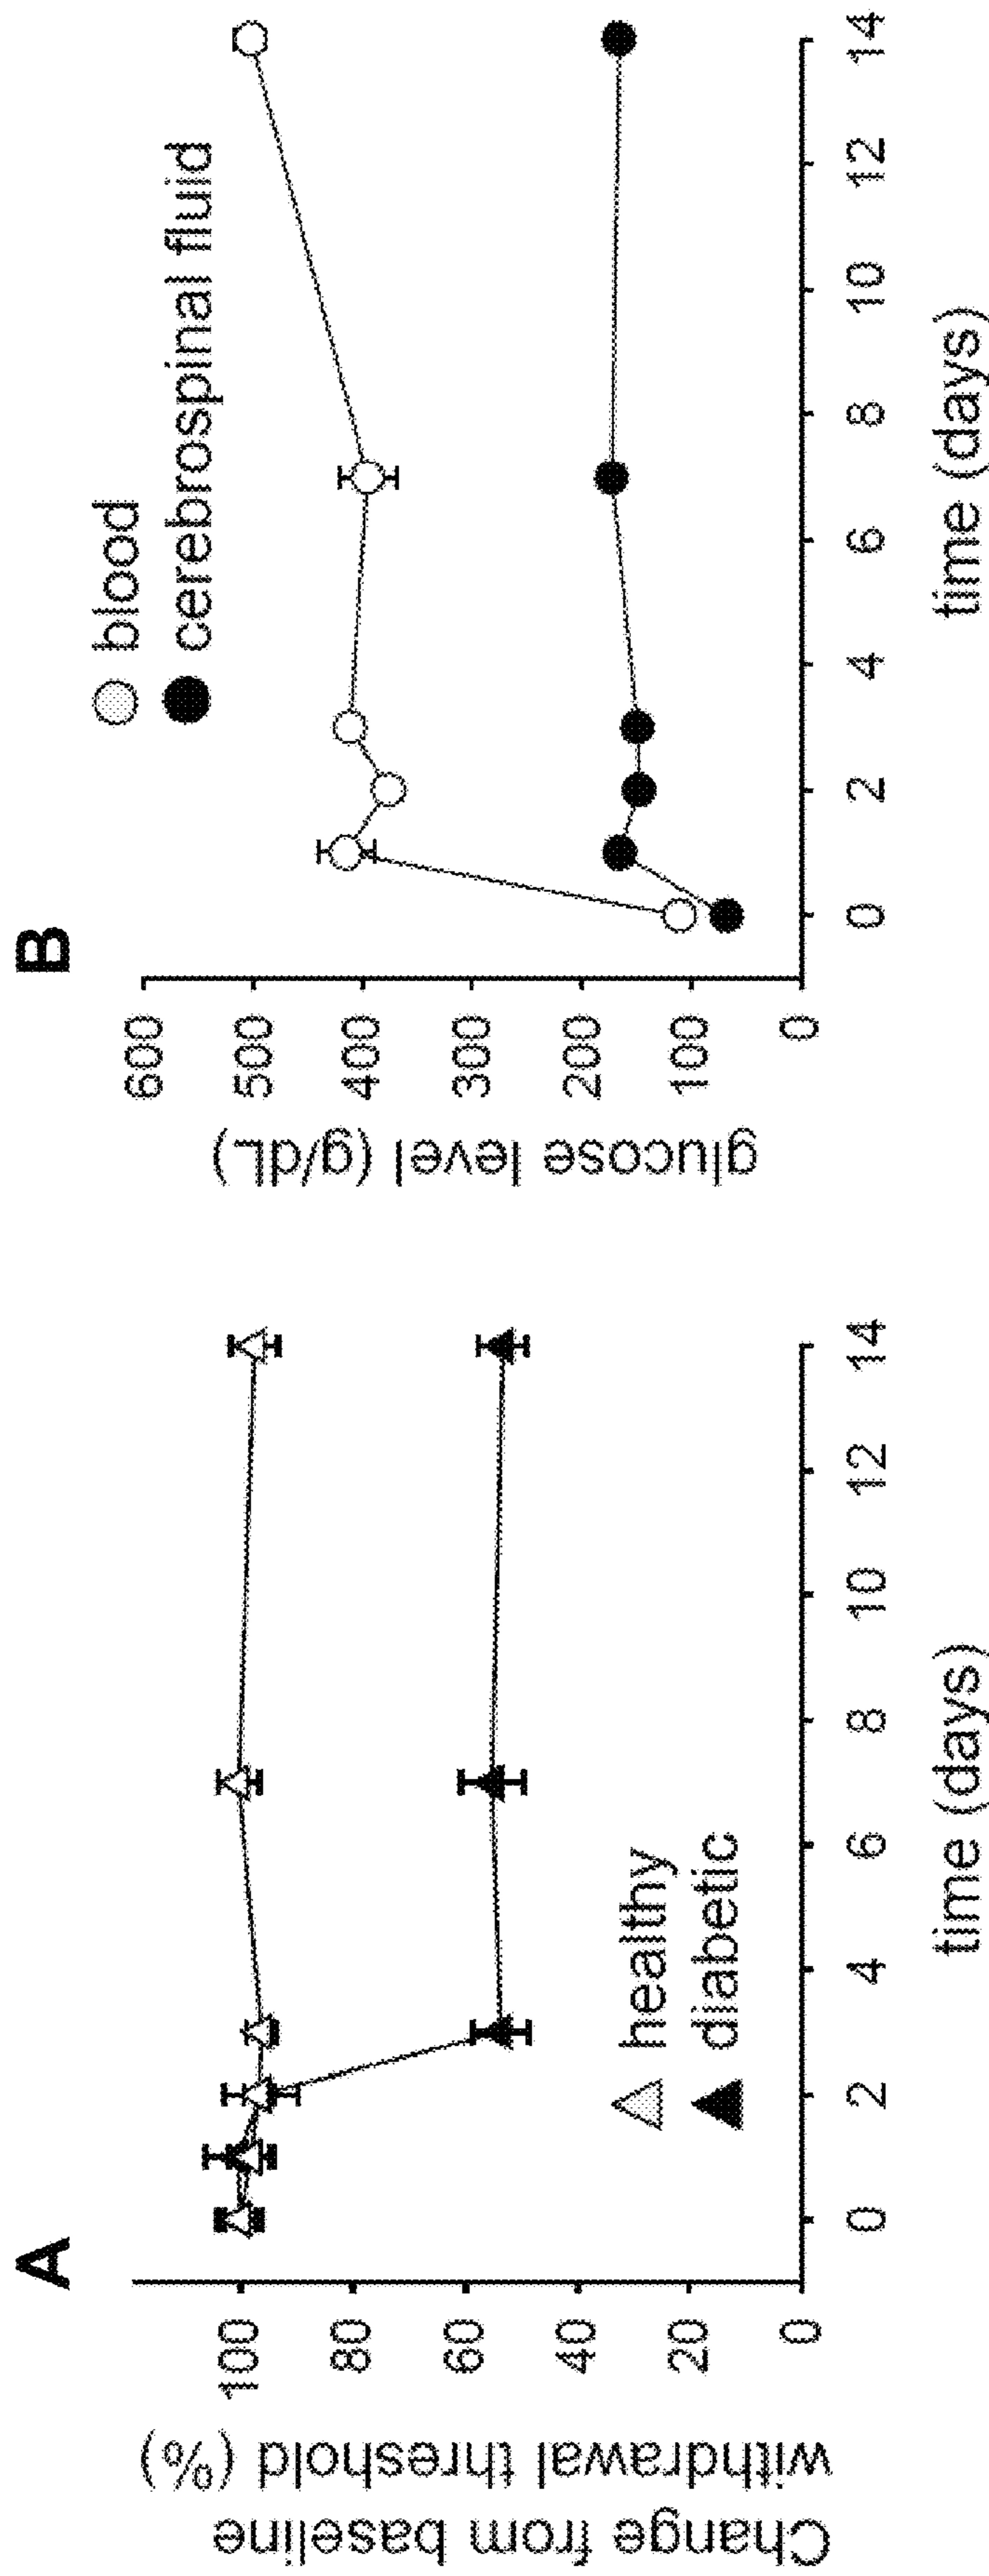 A
Change from baseline
withdrawal threshold (%)
100
80
60
40
20
0
healthy
diabetic
0 2 4 6 8 10 12 14
time (days)
B
blood
cerebrospinal fluid
glucose level (g/dL)
600
500
400
300
200
100
0
0 2 4 6 8 10 12 14
time (days)